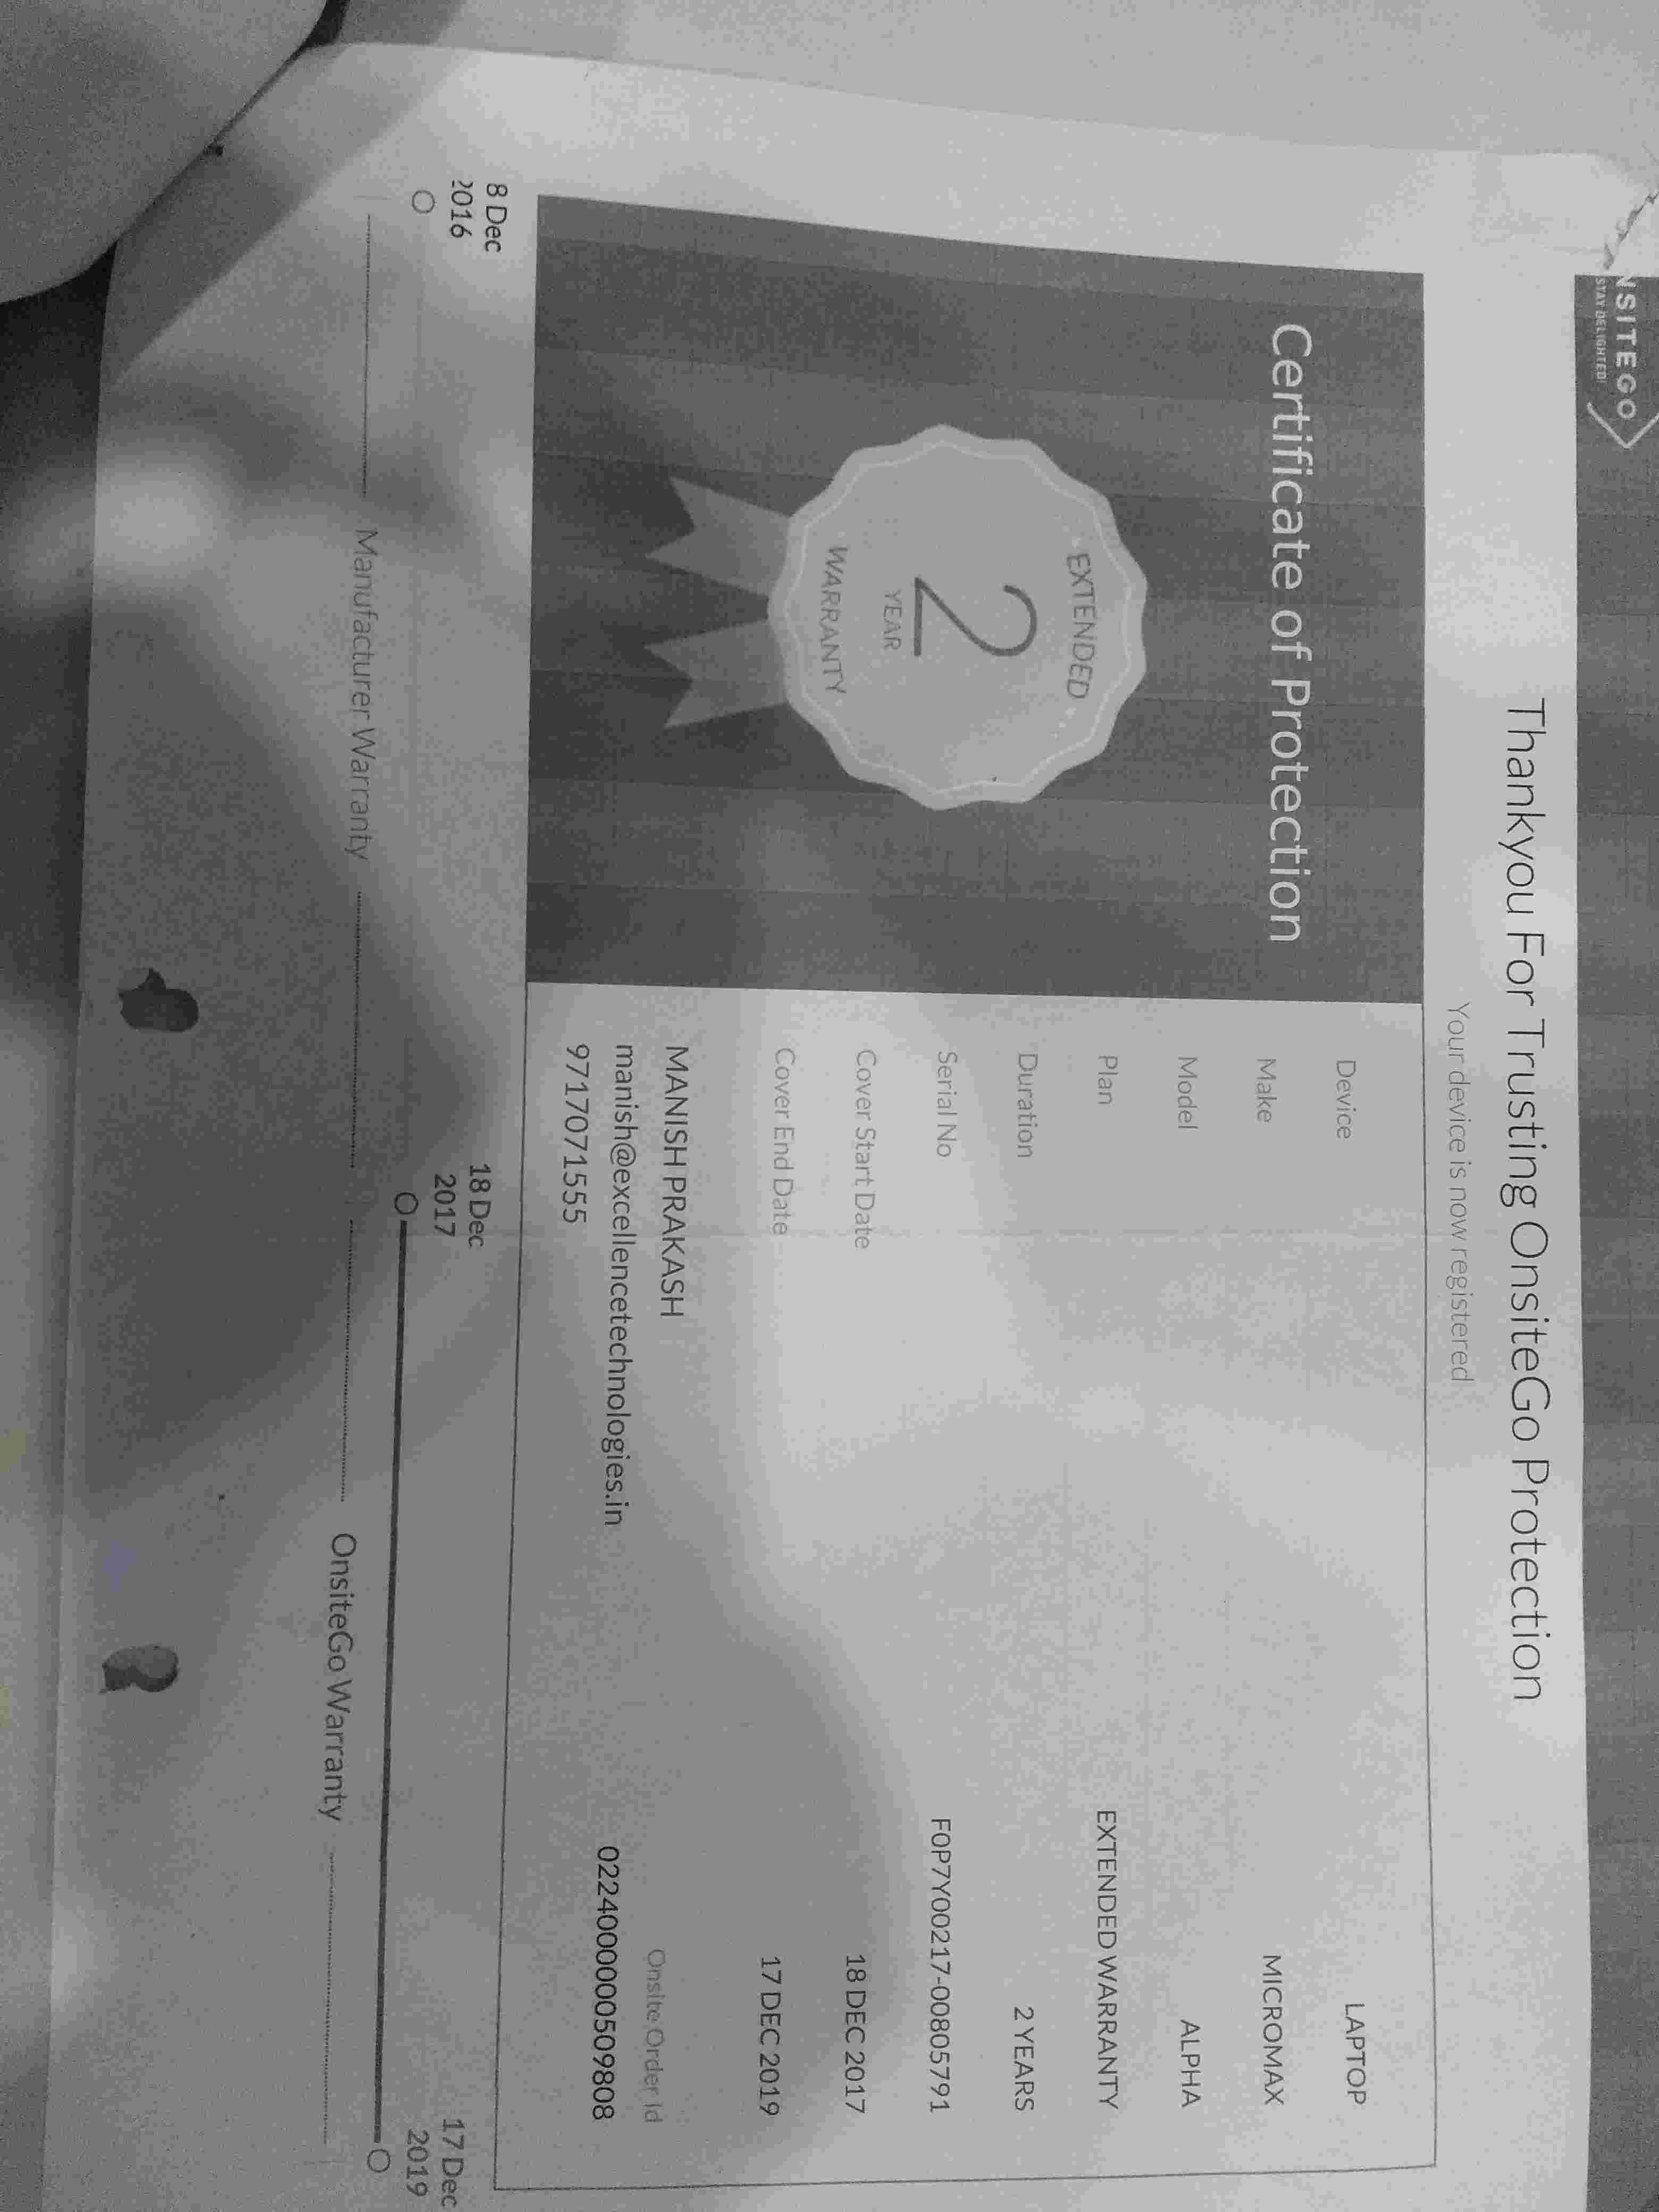 NSITEGO
STAY DELIGHTED!
Thankyou For Trusting OnsiteGo Protection
Your device is now registered
Certificate of Protection
EXTENDED
2
YEAR
WARRANTY
Device LAPTOP
Make MICROMAX
Model ALPHA
Plan EXTENDED WARRANTY
Duration 2 YEARS
Serial No F0P7Y00217-00805791
Cover Start Date 18 DEC 2017
Cover End Date 17 DEC 2019
MANISH PRAKASH
Onsite Order Id
manish@excellencetechnologies.in 0224000000509808
9717071555
8 Dec 18 Dec 17 Dec
2016 2017 2019
Manufacturer Warranty OnsiteGo Warranty